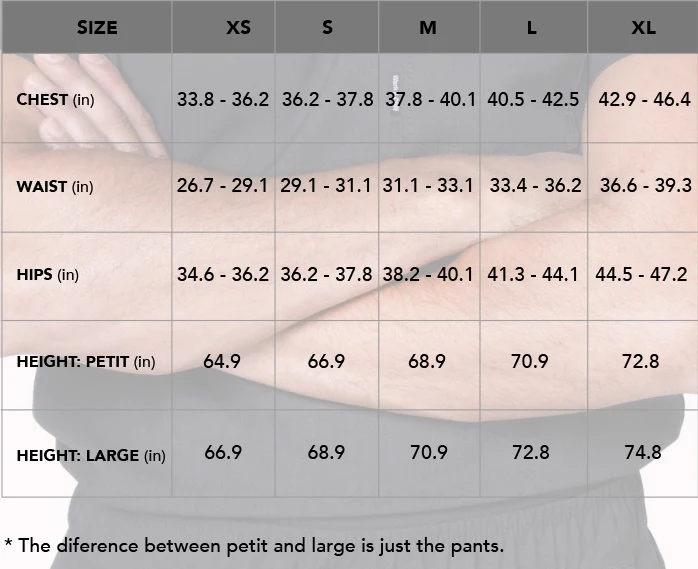 SIZE XS S M L XL
CHEST (in) 33.8 - 36.2 36.2 - 37.8 37.8 - 40.1 40.5 - 42.5 42.9 - 46.4
WAIST (in) 26.7 - 29.1 29.1 - 31.1 31.1 - 33.1 33.4 - 36.2 36.6 - 39.3
HIPS (in) 34.6 - 36.2 36.2 - 37.8 38.2 - 40.1 41.3 - 44.1 44.5 - 47.2
HEIGHT: PETIT (in) 64.9 66.9 68.9 70.9 72.8
HEIGHT: LARGE (in) 66.9 68.9 70.9 72.8 74.8
* The diference between petit and large is just the pants.